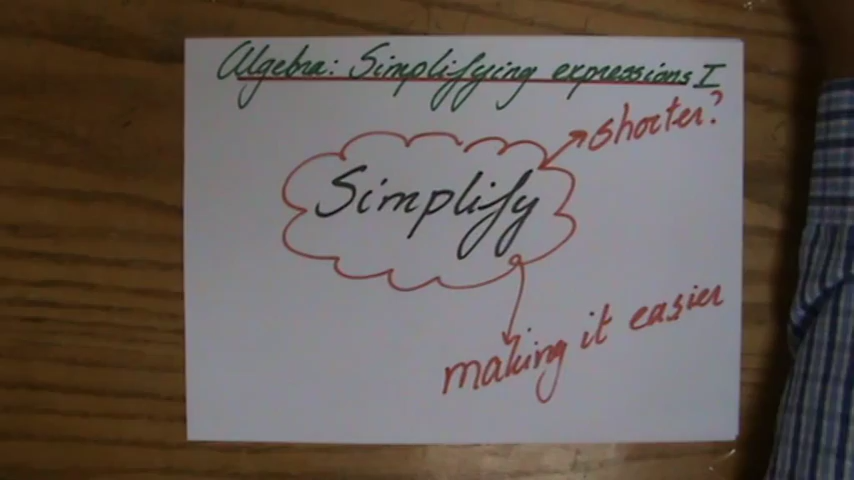 Algebra: Simplifying expressions I
shorter?
Simplify
making it easier